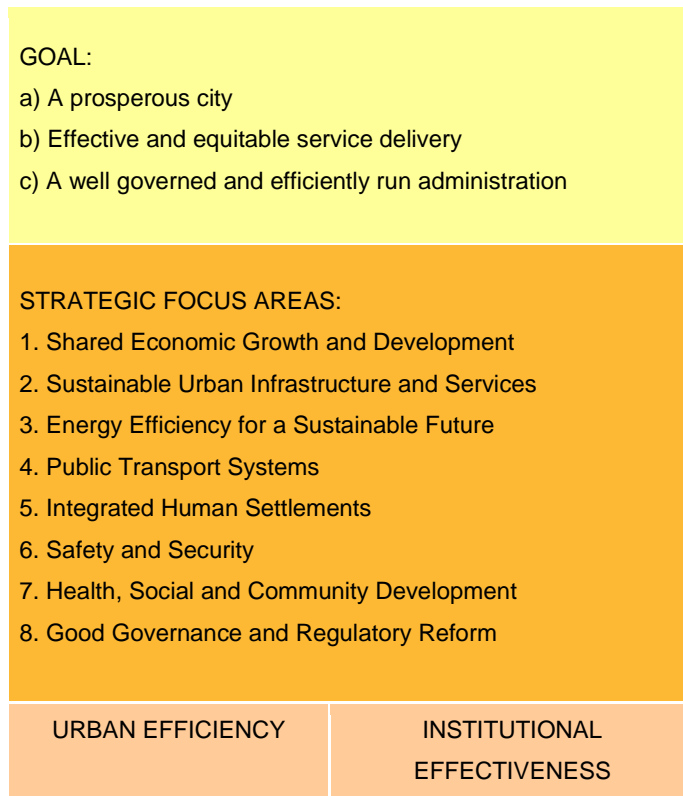 GOAL:
a) A prosperous city
b) Effective and equitable service delivery
c) A well governed and efficiently run administration
STRATEGIC FOCUS AREAS:
1. Shared Economic Growth and Development
2. Sustainable Urban Infrastructure and Services
3. Energy Efficiency for a Sustainable Future
4. Public Transport Systems
5. Integrated Human Settlements
6. Safety and Security
7. Health, Social and Community Development
8. Good Governance and Regulatory Reform
URBAN EFFICIENCY
INSTITUTIONAL
EFFECTIVENESS